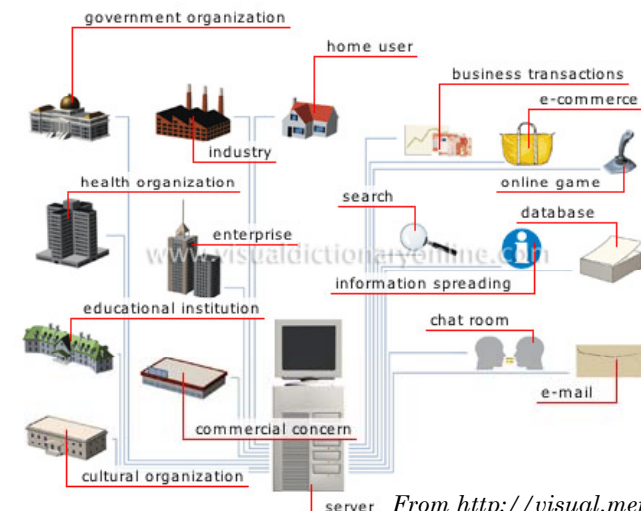 government organization
home user
business transactions
e-commerce
industry
online game
health organization
search
database
enterprise
www.visualdictionaryonline.com
information spreading
educational institution
chat room
e-mail
commercial concern
cultural organization
server
From http://visual.mer